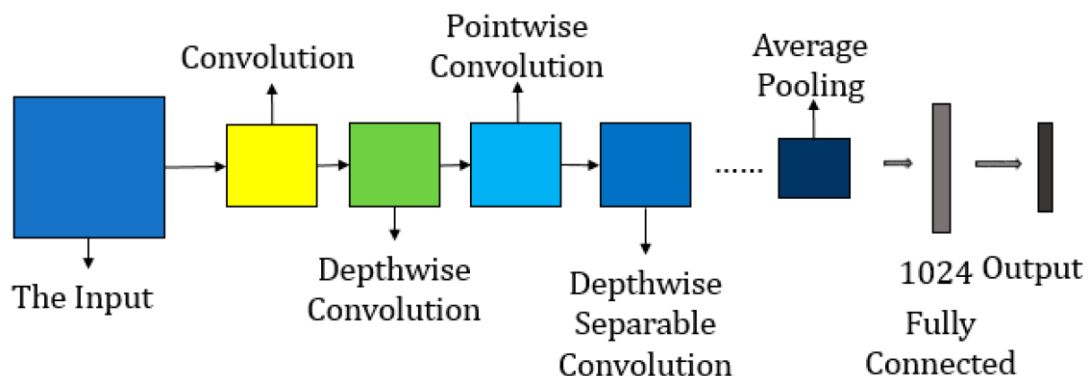 Convolution
Pointwise
Convolution
Average
Pooling
......
The Input
Depthwise
Convolution
Depthwise
Separable
Convolution
1024
Fully
Connected
Output